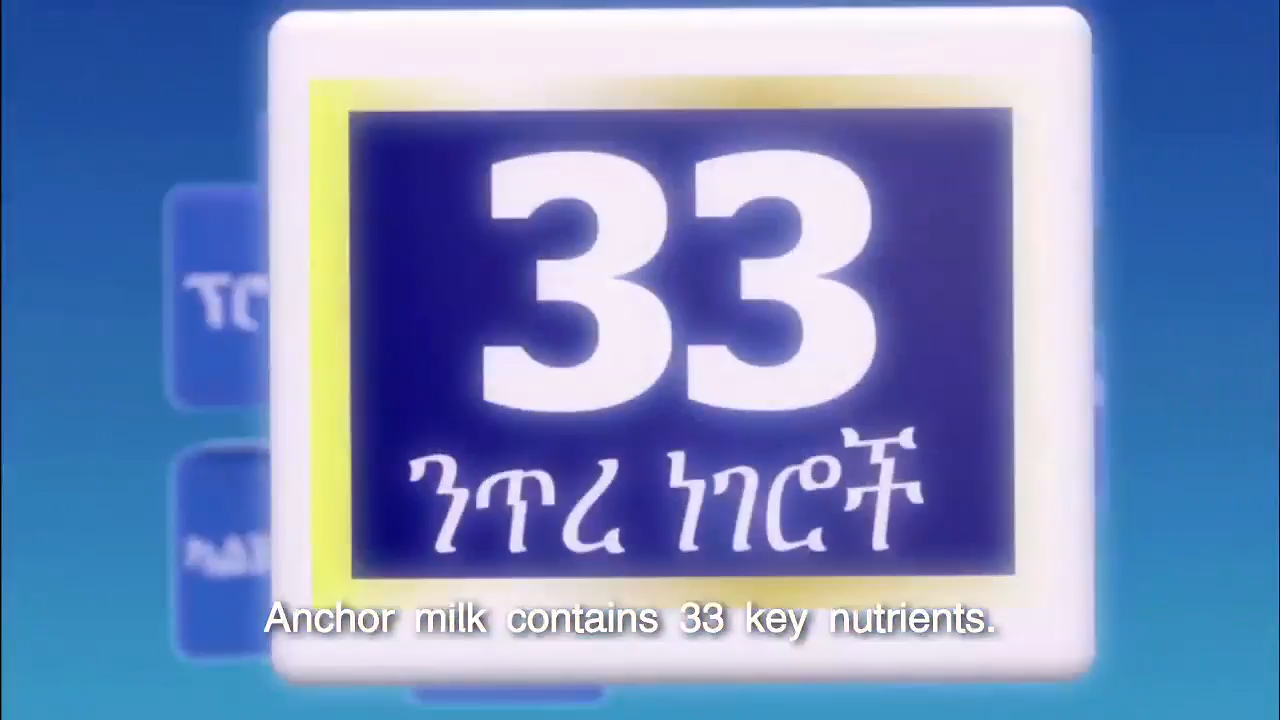 33
ንጥረ ነገሮች
Anchor milk contains 33 key nutrients.